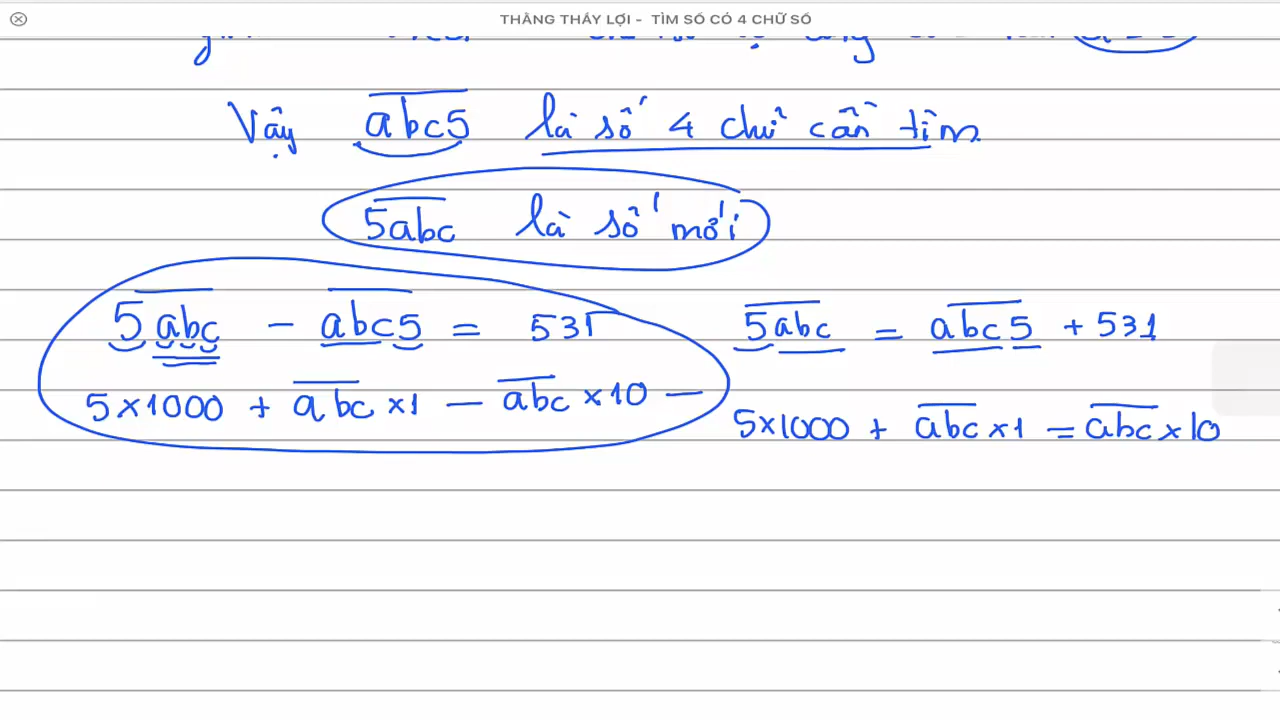 THẦNG THẦY LỢI - TÌM SỐ CÓ 4 CHỮ SỐ
Vậy abc5 là số 4 chữ cần tìm
5abc là số mới
5abc - abc5 = 531
5abc = abc5 + 531
5×1000 + abc×1 - abc×10 -
5×1000 + abc×1 = abc×10